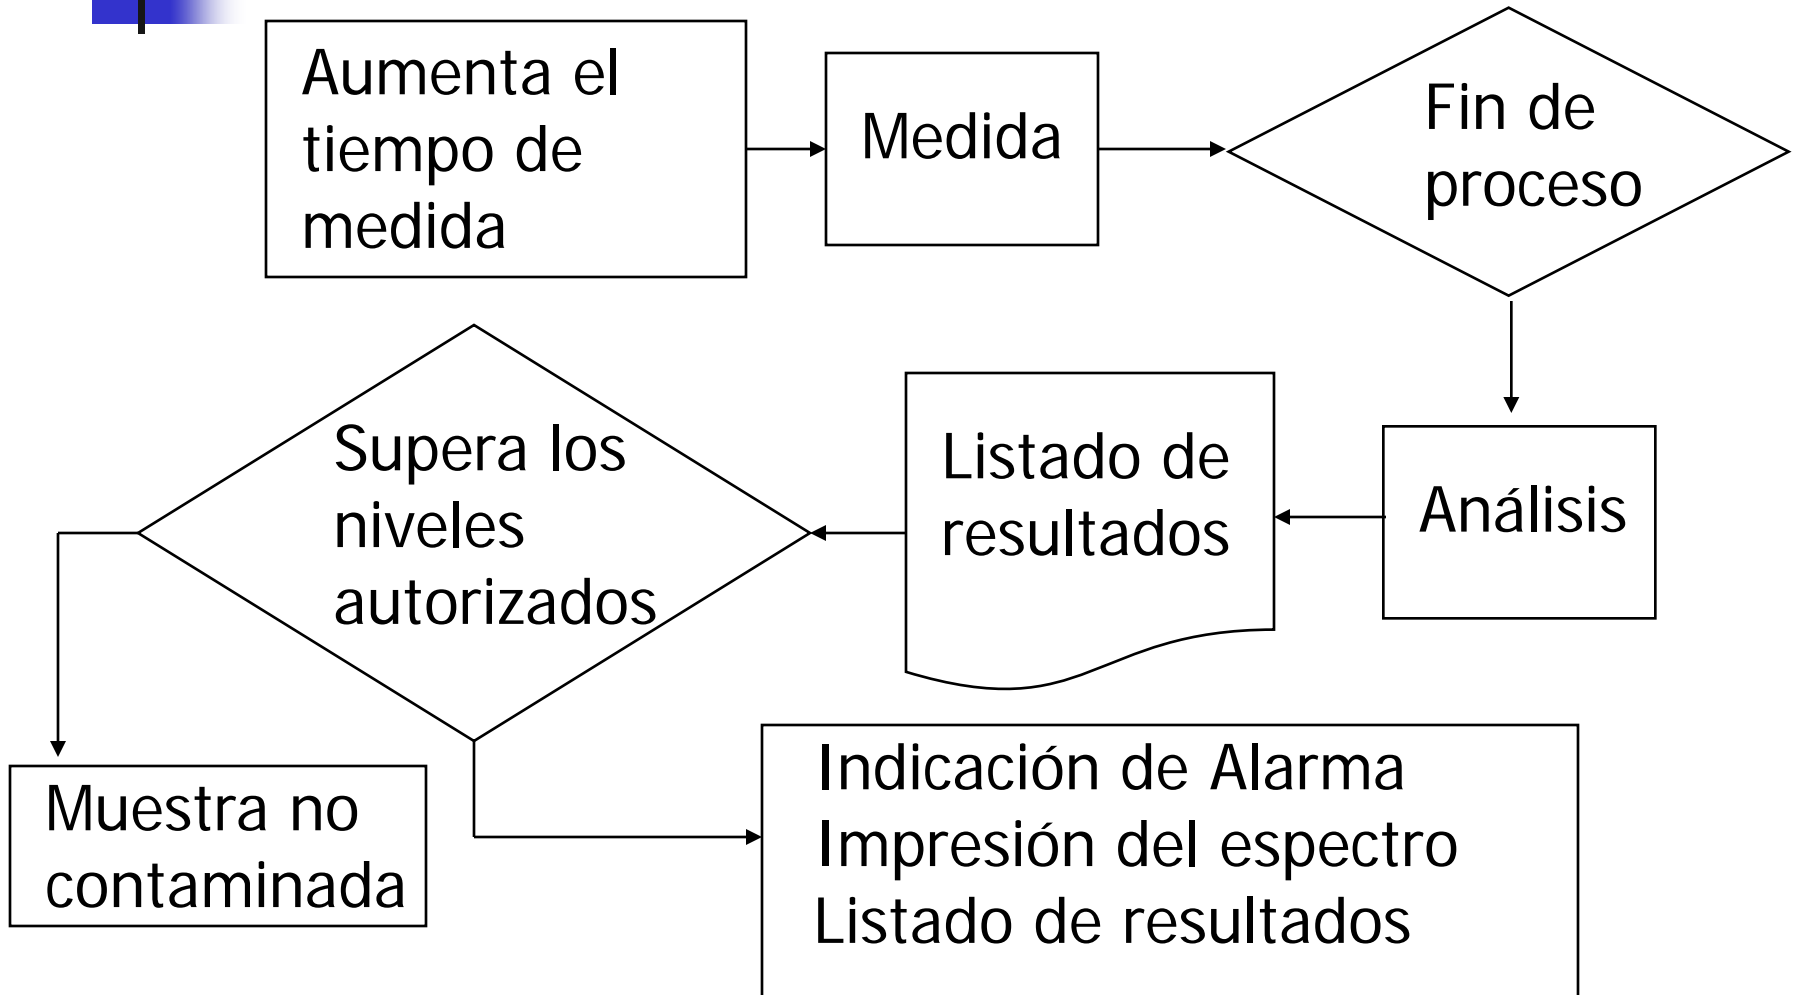 Aumenta el
tiempo de
medida
Medida
Fin de
proceso
Análisis
Listado de
resultados
Supera los
niveles
autorizados
Muestra no
contaminada
Indicación de Alarma
Impresión del espectro
Listado de resultados